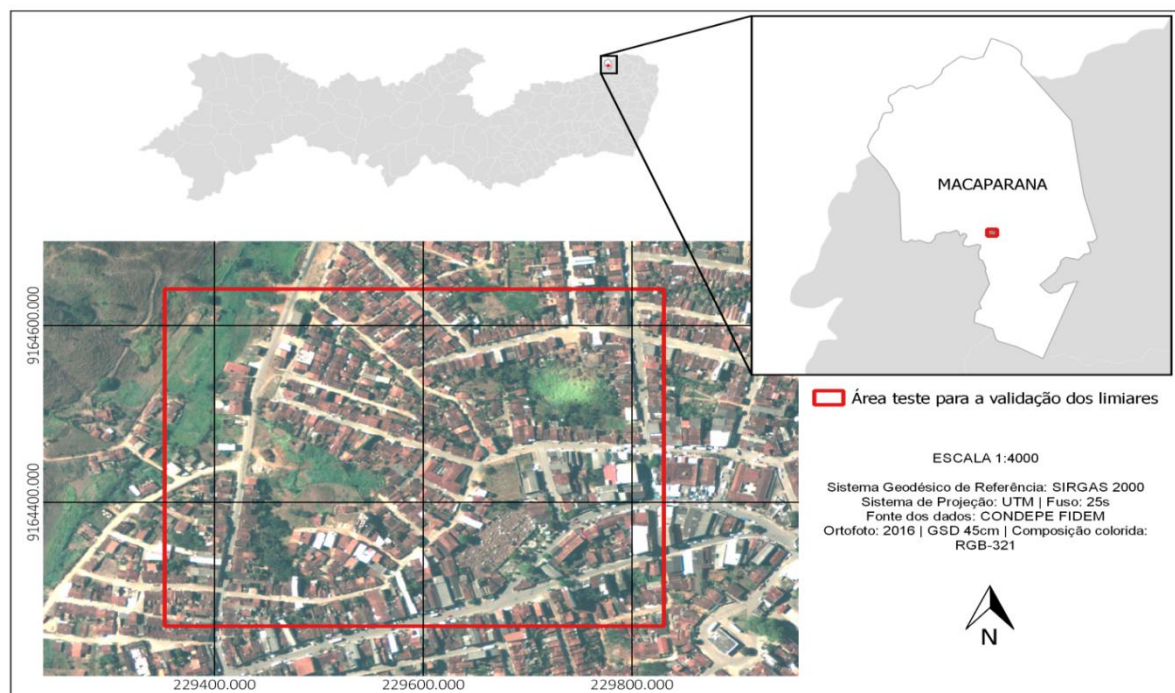 MACAPARANA
9164600.000
9164400.000
229400.000
229600.000
229800.000
Área teste para a validação dos limiares
ESCALA 1:4000
Sistema Geodésico de Referência: SIRGAS 2000
Sistema de Projeção: UTM | Fuso: 25s
Fonte dos dados: CONDEPE FIDEM
Ortofoto: 2016 | GSD 45cm | Composição colorida:
RGB-321
N